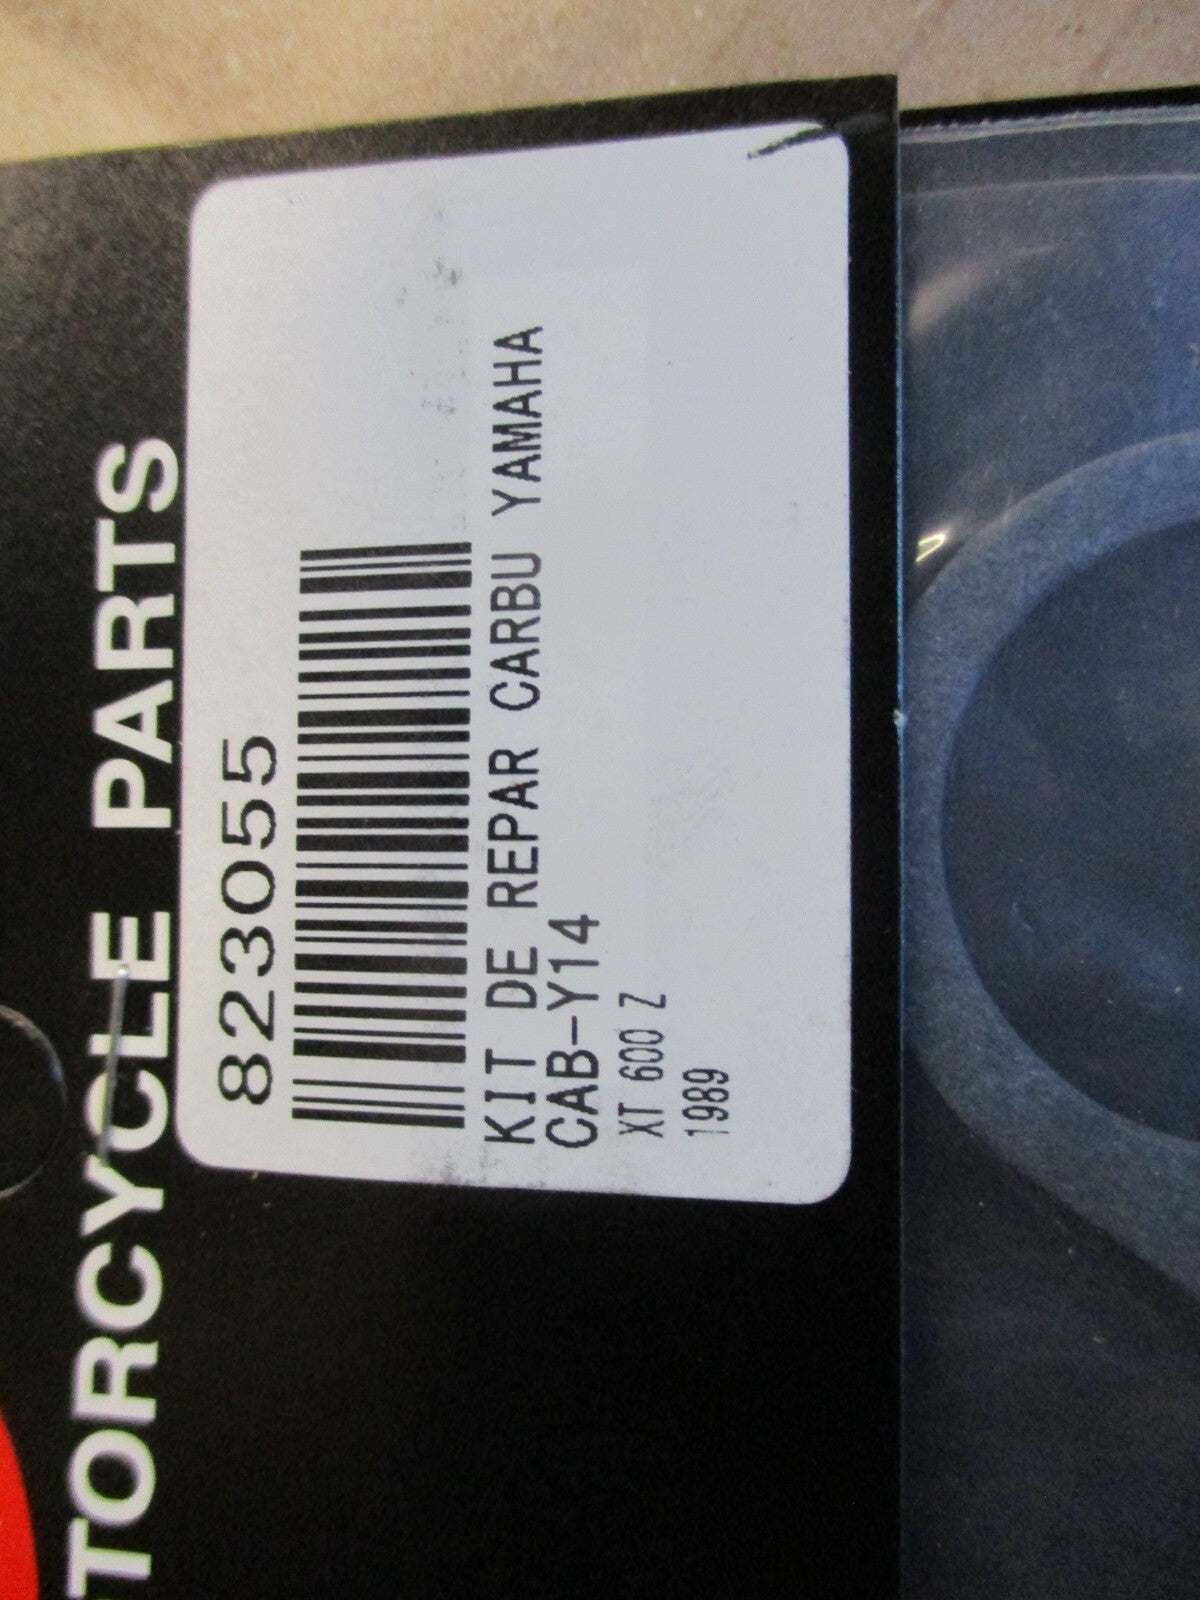 TORCYCLE PARTS
823055
KIT DE REPAR CARBU YAMAHA
CAB-Y14
XT 600 Z
1989